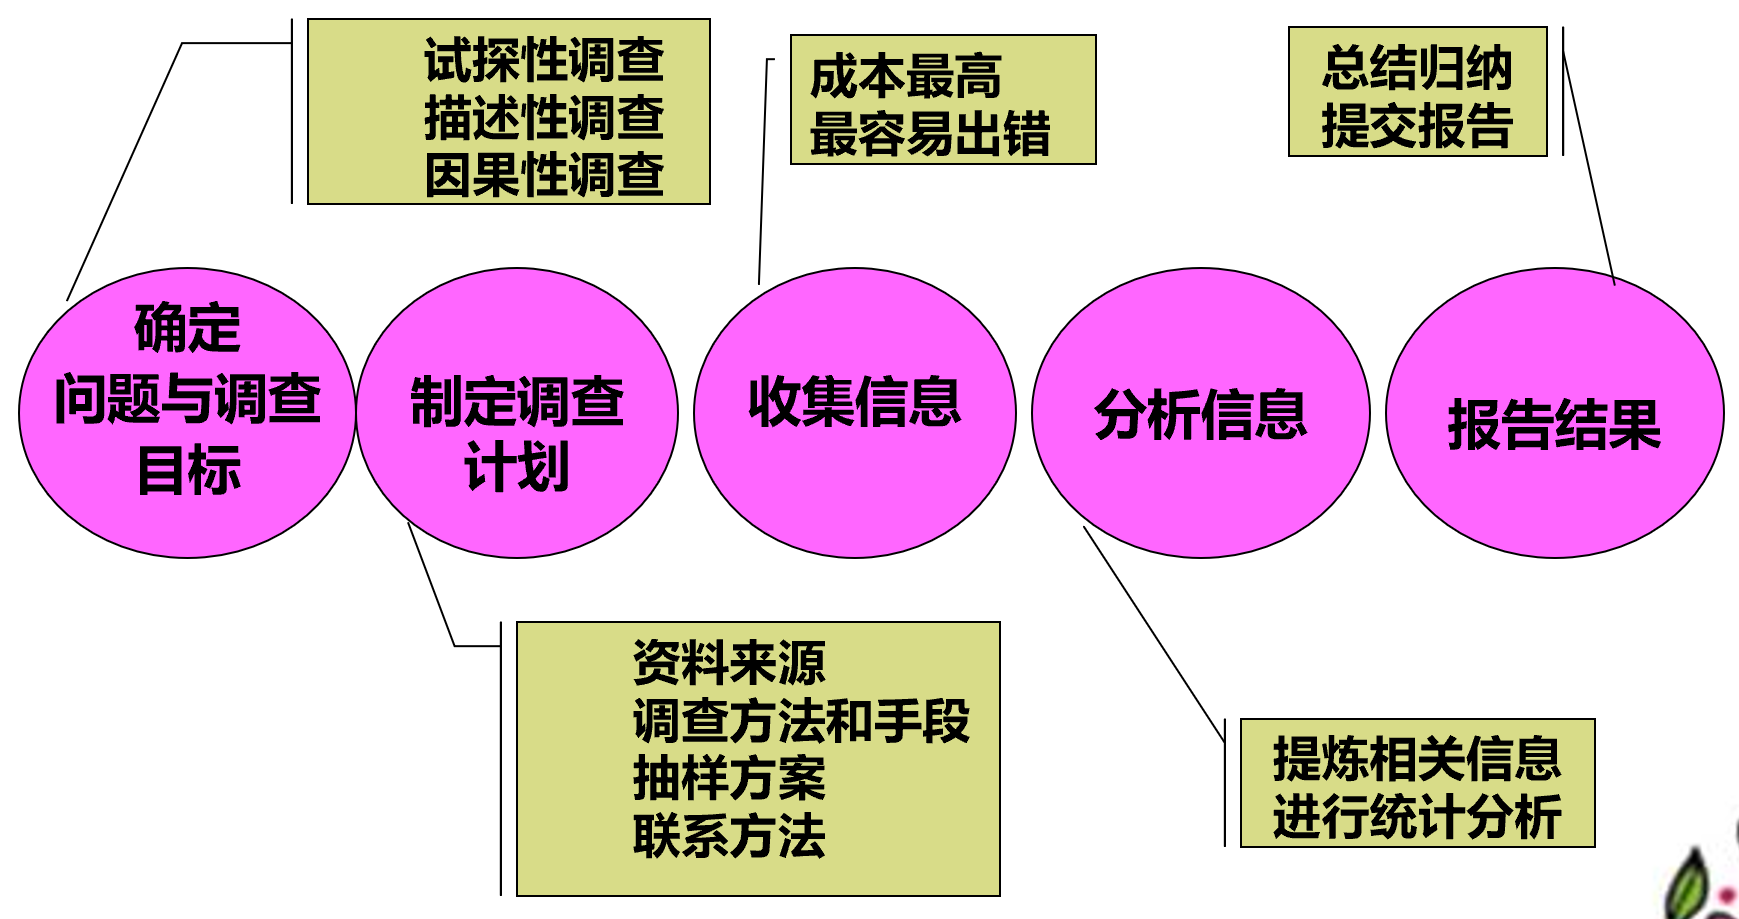 试探性调查
描述性调查
因果性调查
成本最高
最容易出错
总结归纳
提交报告
确定
问题与调查
目标
制定调查
计划
收集信息
分析信息
报告结果
资料来源
调查方法和手段
抽样方案
联系方法
提炼相关信息
进行统计分析